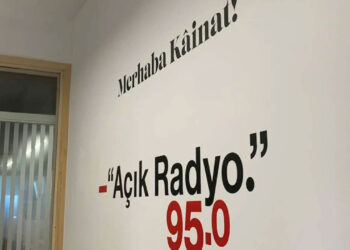 Merhaba Kâinat!
–“Açık Radyo.”
95.0